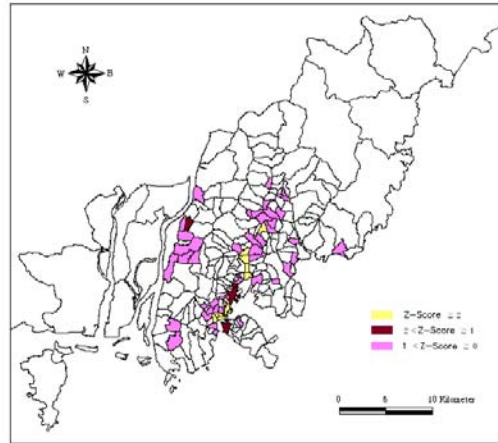 N
W B
S
Z-Score ≧ 2
2 < Z-Score ≧ 1
1 < Z-Score ≧ 0
0 5 10 Kilometer